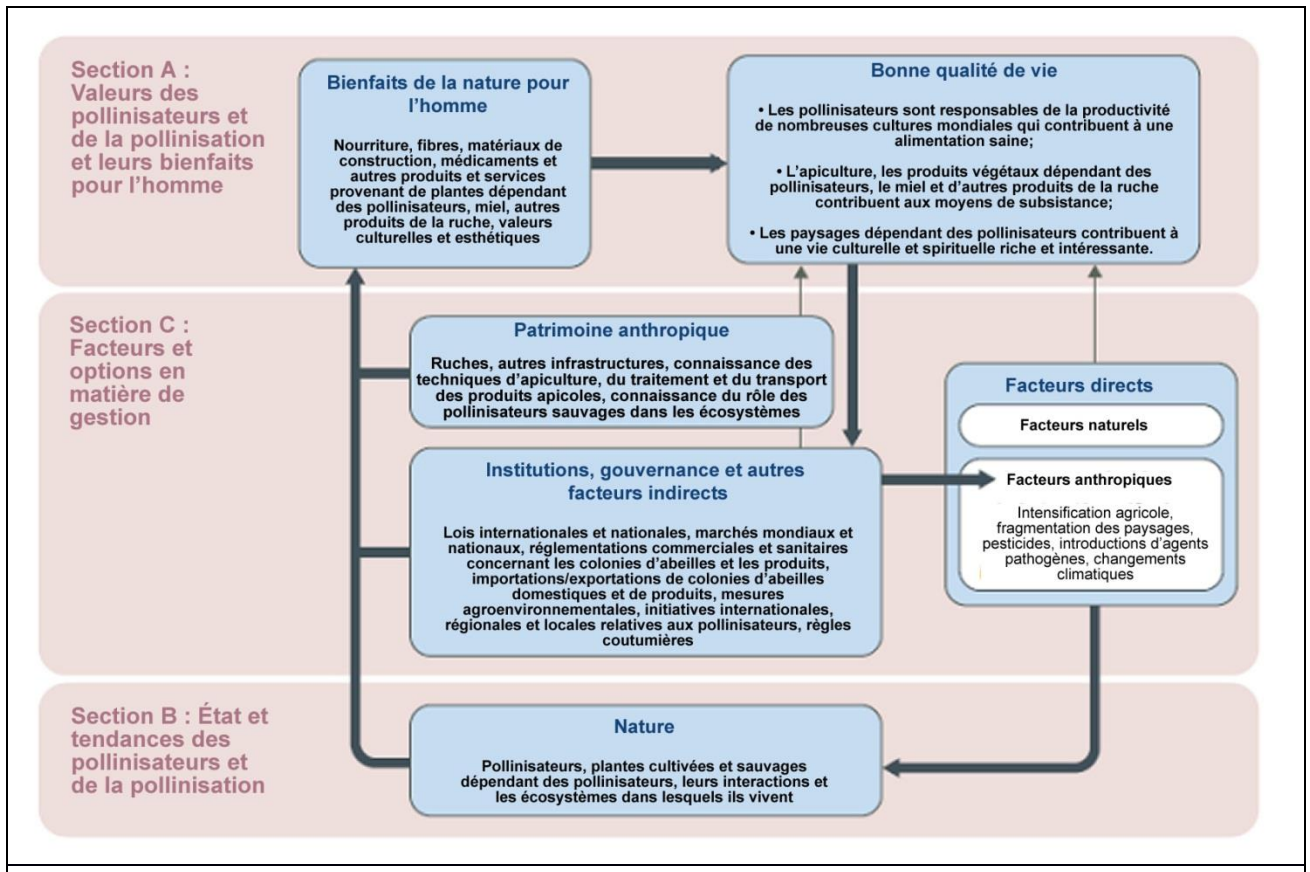 Section A :
Valeurs des
pollinisateurs et
de la pollinisation
et leurs bienfaits
pour l'homme
Bienfaits de la nature pour
l'homme
Nourriture, fibres, matériaux de
construction, médicaments et
autres produits et services
provenant de plantes dépendant
des pollinisateurs, miel, autres
produits de la ruche, valeurs
culturelles et esthétiques
Bonne qualité de vie
• Les pollinisateurs sont responsables de la productivité
de nombreuses cultures mondiales qui contribuent à une
alimentation saine;
• L'apiculture, les produits végétaux dépendant des
pollinisateurs, le miel et d'autres produits de la ruche
contribuent aux moyens de subsistance;
• Les paysages dépendant des pollinisateurs contribuent à
une vie culturelle et spirituelle riche et intéressante.
Section C :
Facteurs et
options en
matière de
gestion
Patrimoine anthropique
Ruches, autres infrastructures, connaissance des
techniques d'apiculture, du traitement et du transport
des produits apicoles, connaissance du rôle des
pollinisateurs sauvages dans les écosystèmes
Institutions, gouvernance et autres
facteurs indirects
Lois internationales et nationales, marchés mondiaux et
nationaux, réglementations commerciales et sanitaires
concernant les colonies d'abeilles et les produits,
importations/exportations de colonies d'abeilles
domestiques et de produits, mesures
agroenvironnementales, initiatives internationales,
régionales et locales relatives aux pollinisateurs, règles
coutumières
Facteurs directs
Facteurs naturels
Facteurs anthropiques
Intensification agricole,
fragmentation des paysages,
pesticides, introductions d'agents
pathogènes, changements
climatiques
Section B : État et
tendances des
pollinisateurs et
de la pollinisation
Nature
Pollinisateurs, plantes cultivées et sauvages
dépendant des pollinisateurs, leurs interactions et
les écosystèmes dans lesquels ils vivent